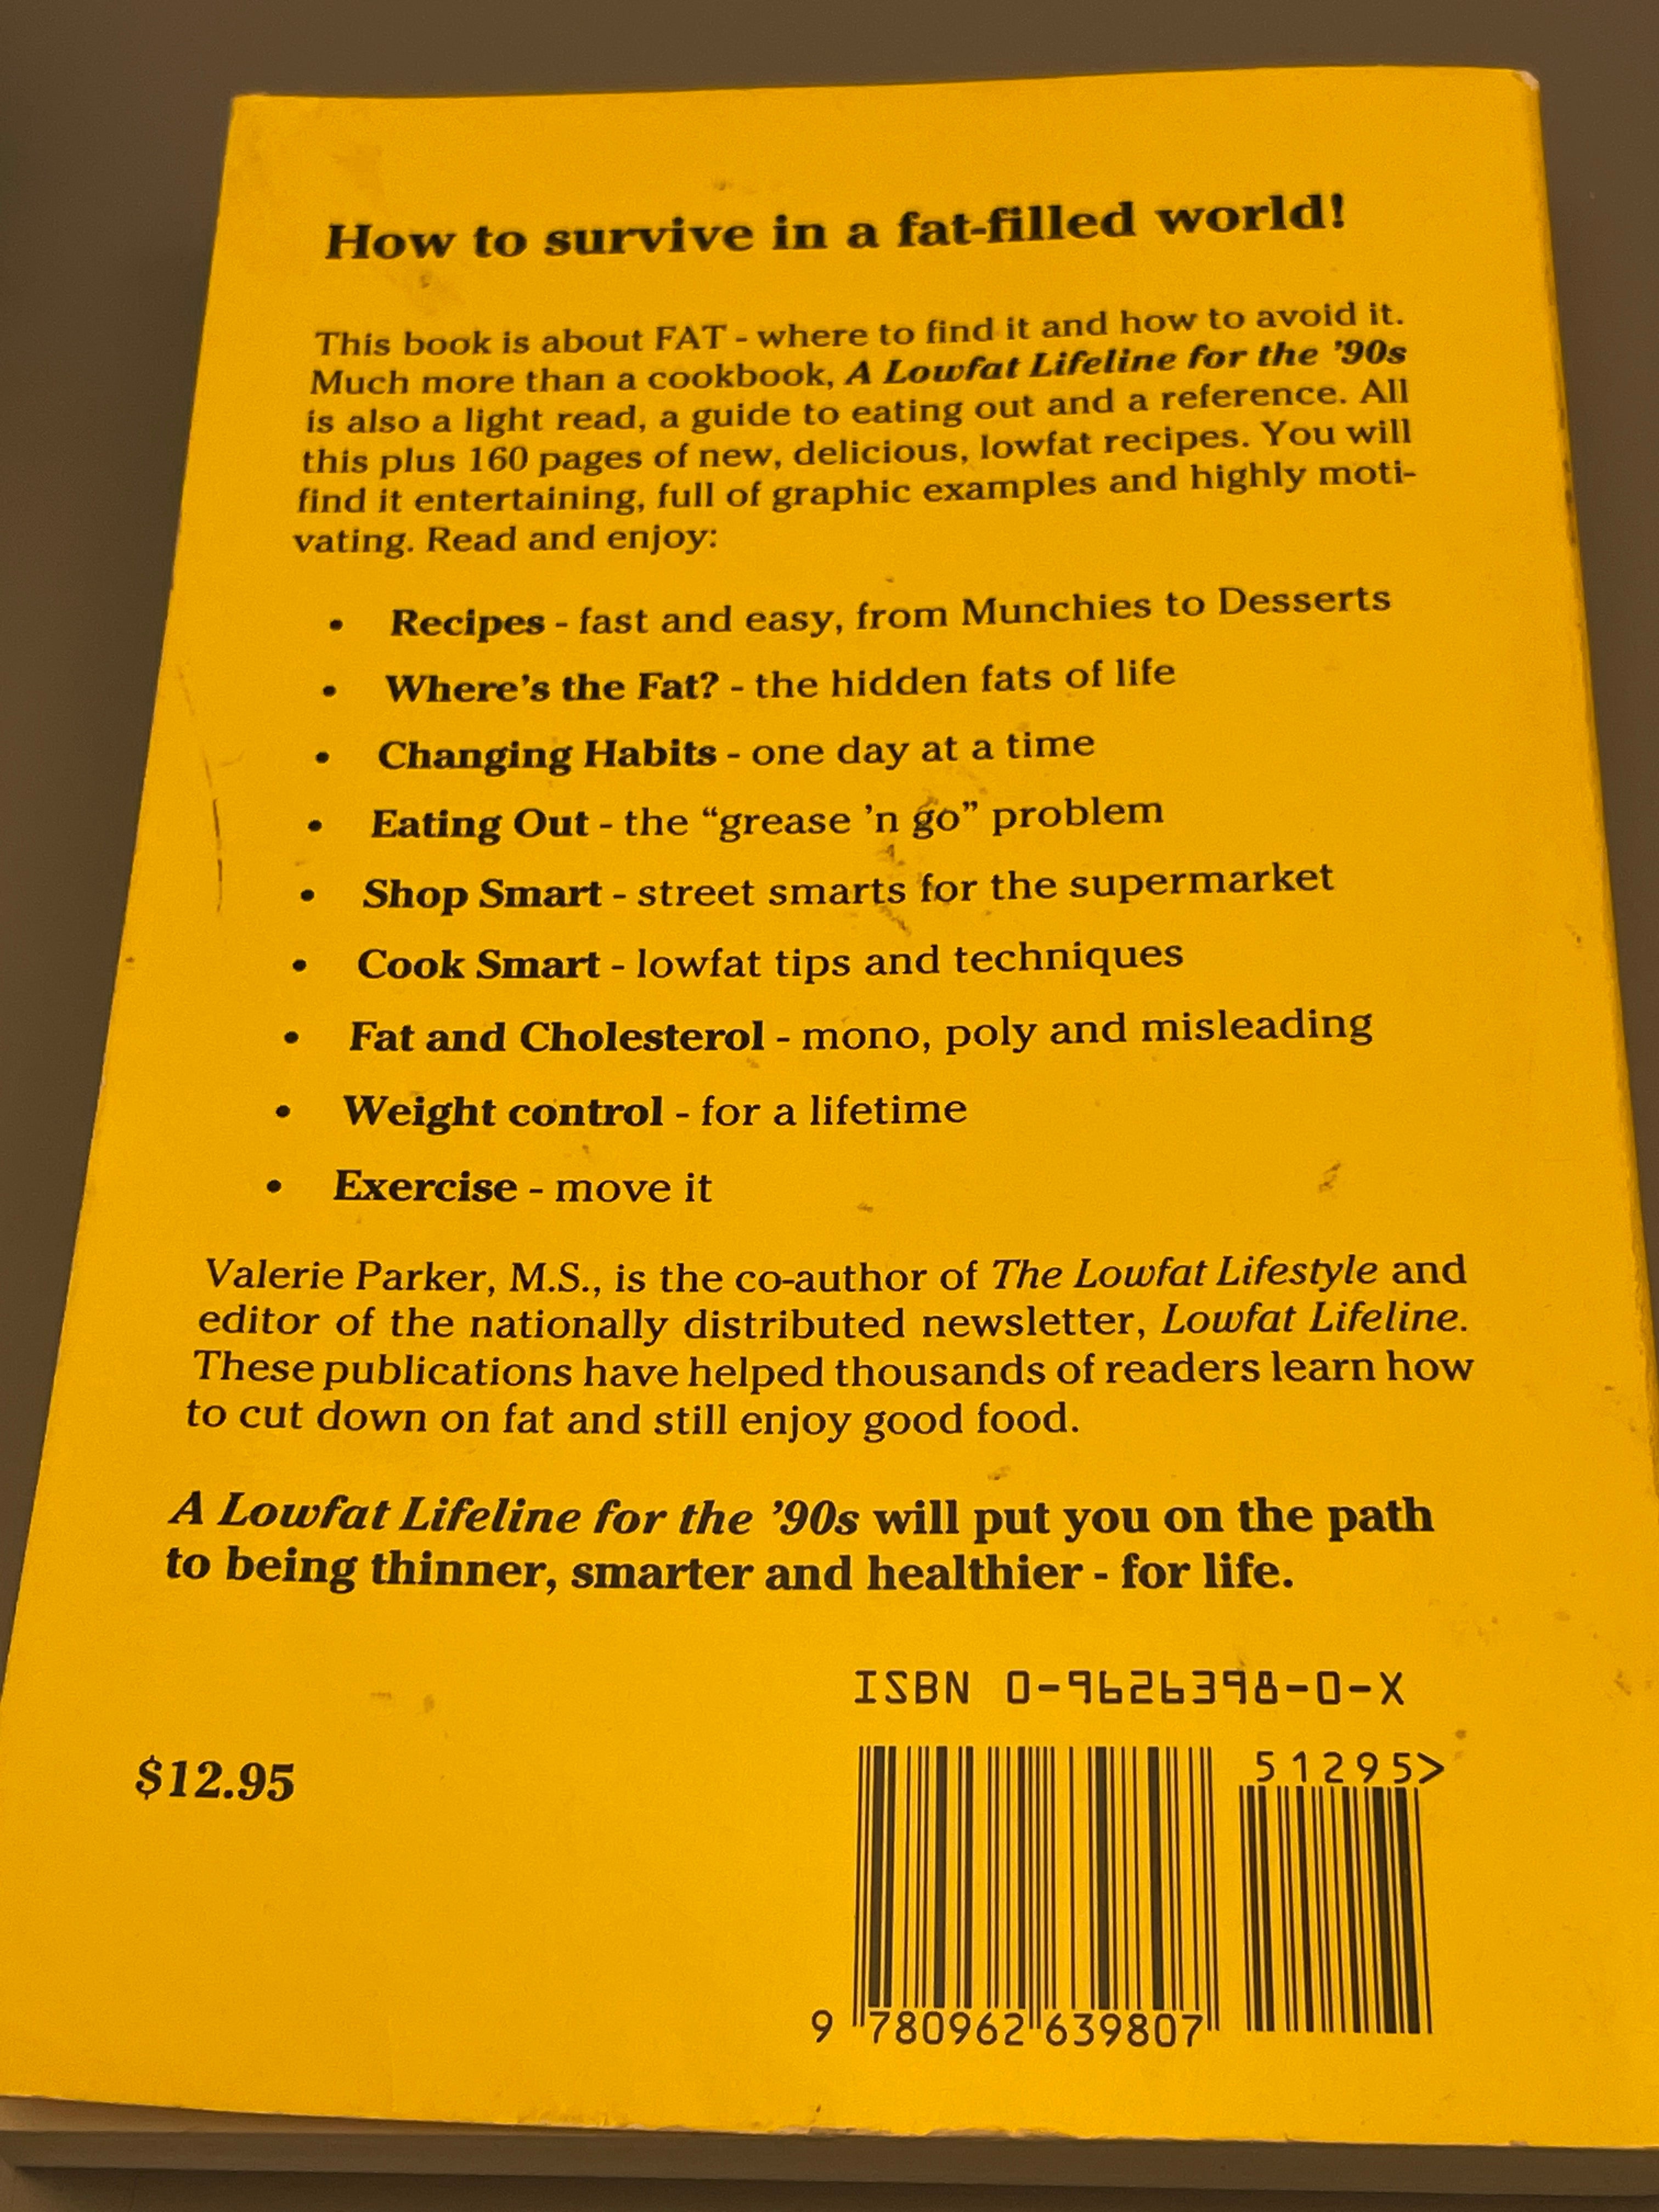 How to survive in a fat-filled world!
This book is about FAT - where to find it and how to avoid it.
Much more than a cookbook, A Lowfat Lifeline for the ’90s
is also a light read, a guide to eating out and a reference. All
this plus 160 pages of new, delicious, lowfat recipes. You will
find it entertaining, full of graphic examples and highly moti-
vating. Read and enjoy:
• Recipes - fast and easy, from Munchies to Desserts
• Where’s the Fat? - the hidden fats of life
• Changing Habits - one day at a time
• Eating Out - the “grease ’n go” problem
• Shop Smart - street smarts for the supermarket
• Cook Smart - lowfat tips and techniques
• Fat and Cholesterol - mono, poly and misleading
• Weight control - for a lifetime
• Exercise - move it
Valerie Parker, M.S., is the co-author of The Lowfat Lifestyle and
editor of the nationally distributed newsletter, Lowfat Lifeline.
These publications have helped thousands of readers learn how
to cut down on fat and still enjoy good food.
A Lowfat Lifeline for the ’90s will put you on the path
to being thinner, smarter and healthier - for life.
ISBN 0-9626398-0-X
$12.95
51295>
9 780962 639807